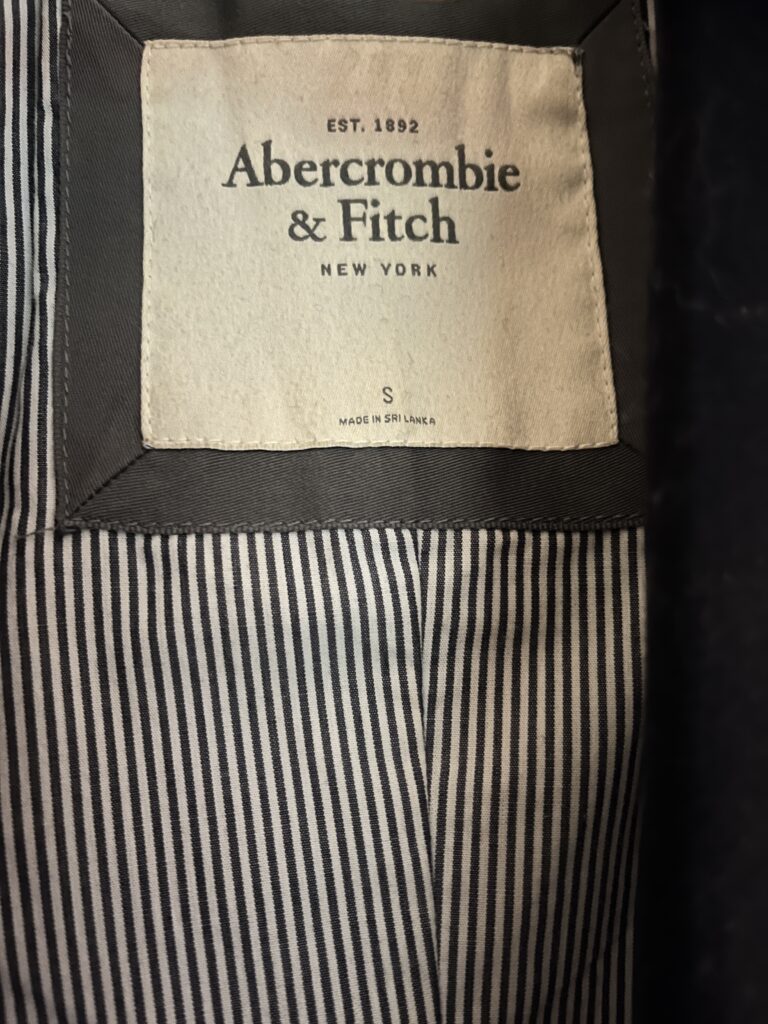 EST. 1892
Abercrombie
& Fitch
NEW YORK
S
MADE IN SRI LANKA